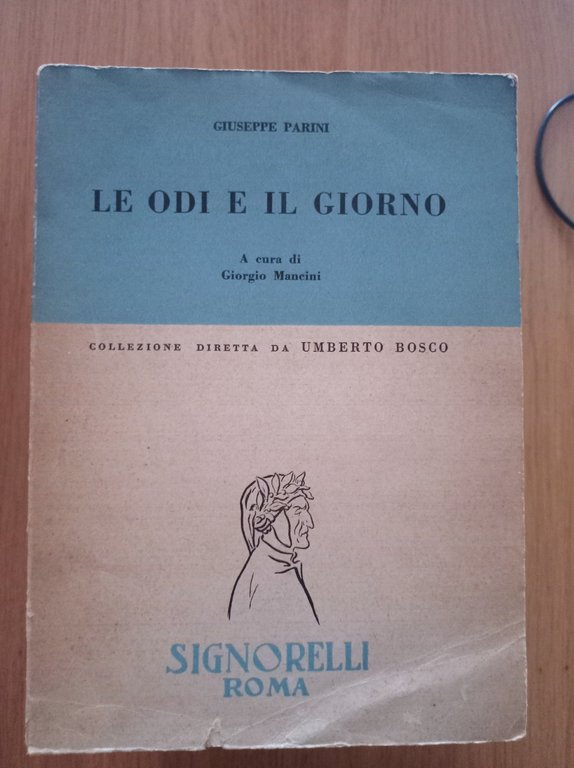 GIUSEPPE PARINI
LE ODI E IL GIORNO
A cura di
Giorgio Mancini
COLLEZIONE DIRETTA DA UMBERTO BOSCO
SIGNORELLI
ROMA